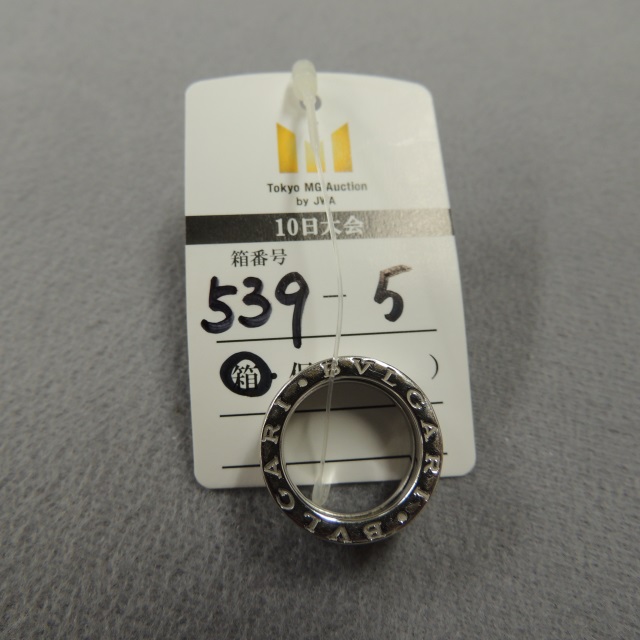 Tokyo MG Auction
by JWA
10日大会
箱番号
539-5
箱・
)
BVLGARI • BVLGARI •